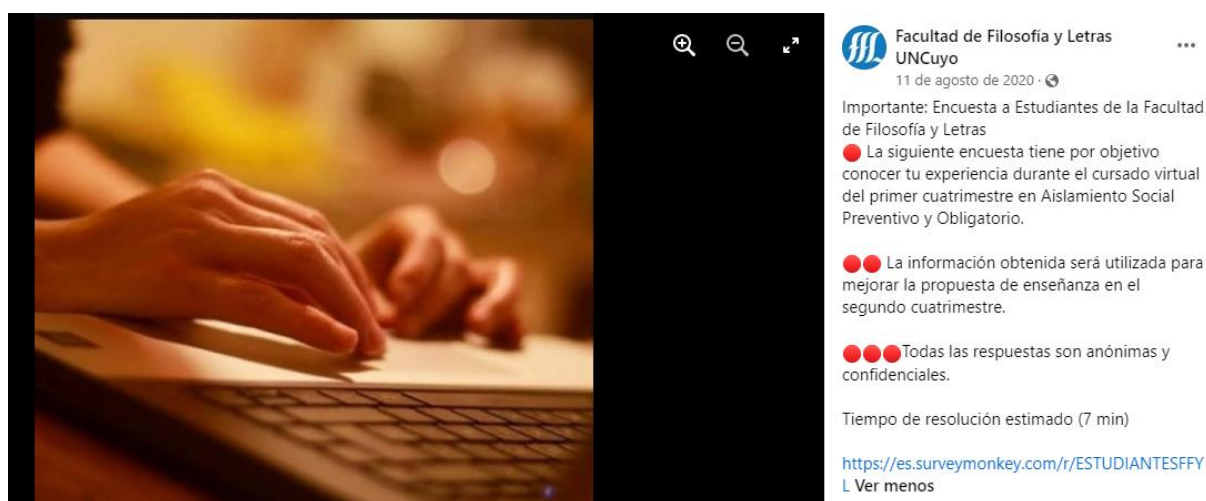 Facultad de Filosofía y Letras
UNCuyo
11 de agosto de 2020 ·
Importante: Encuesta a Estudiantes de la Facultad
de Filosofía y Letras
🔴 La siguiente encuesta tiene por objetivo
conocer tu experiencia durante el cursado virtual
del primer cuatrimestre en Aislamiento Social
Preventivo y Obligatorio.
🔴🔴 La información obtenida será utilizada para
mejorar la propuesta de enseñanza en el
segundo cuatrimestre.
🔴🔴🔴Todas las respuestas son anónimas y
confidenciales.
Tiempo de resolución estimado (7 min)
https://es.surveymonkey.com/r/ESTUDIANTESFFY
L Ver menos